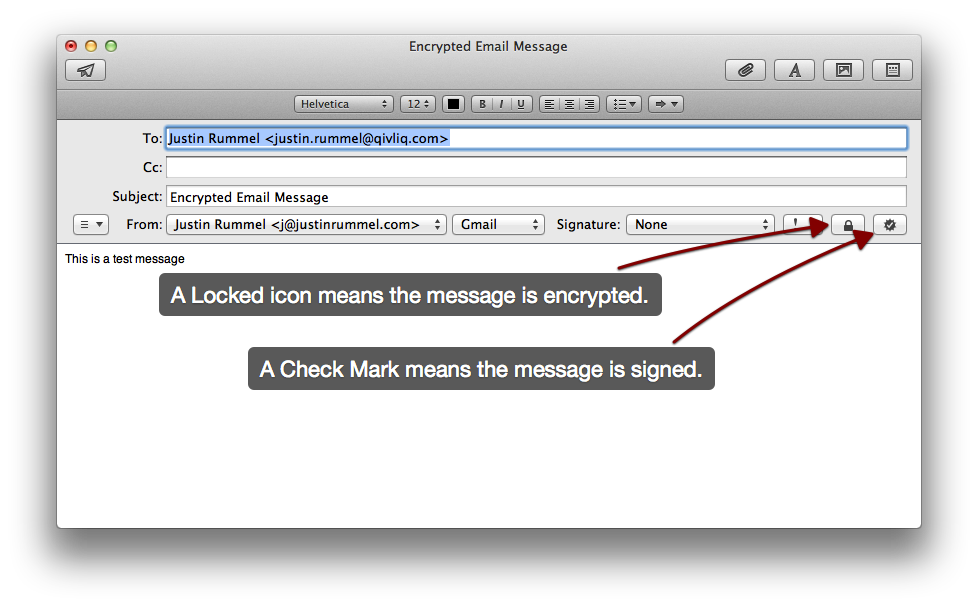 Encrypted Email Message
A
Helvetica 12 B I U
To: Justin Rummel <justin.rummel@qivliq.com>
Cc:
Subject: Encrypted Email Message
From: Justin Rummel <j@justinrummel.com> Gmail Signature: None !
This is a test message
A Locked icon means the message is encrypted.
A Check Mark means the message is signed.